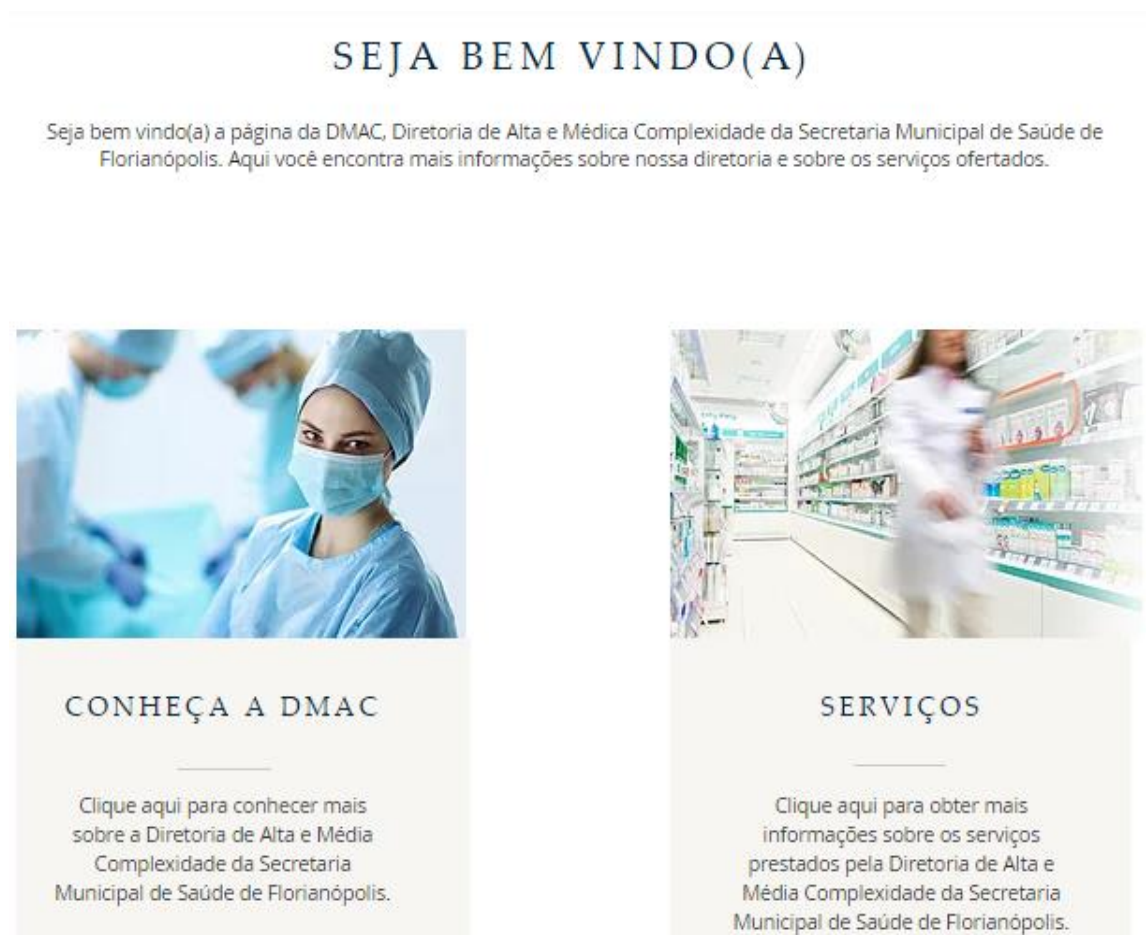 SEJA BEM VINDO(A)
Seja bem vindo(a) a página da DMAC, Diretoria de Alta e Médica Complexidade da Secretaria Municipal de Saúde de
Florianópolis. Aqui você encontra mais informações sobre nossa diretoria e sobre os serviços ofertados.
CONHEÇA A DMAC
Clique aqui para conhecer mais
sobre a Diretoria de Alta e Média
Complexidade da Secretaria
Municipal de Saúde de Florianópolis.
SERVIÇOS
Clique aqui para obter mais
informações sobre os serviços
prestados pela Diretoria de Alta e
Média Complexidade da Secretaria
Municipal de Saúde de Florianópolis.